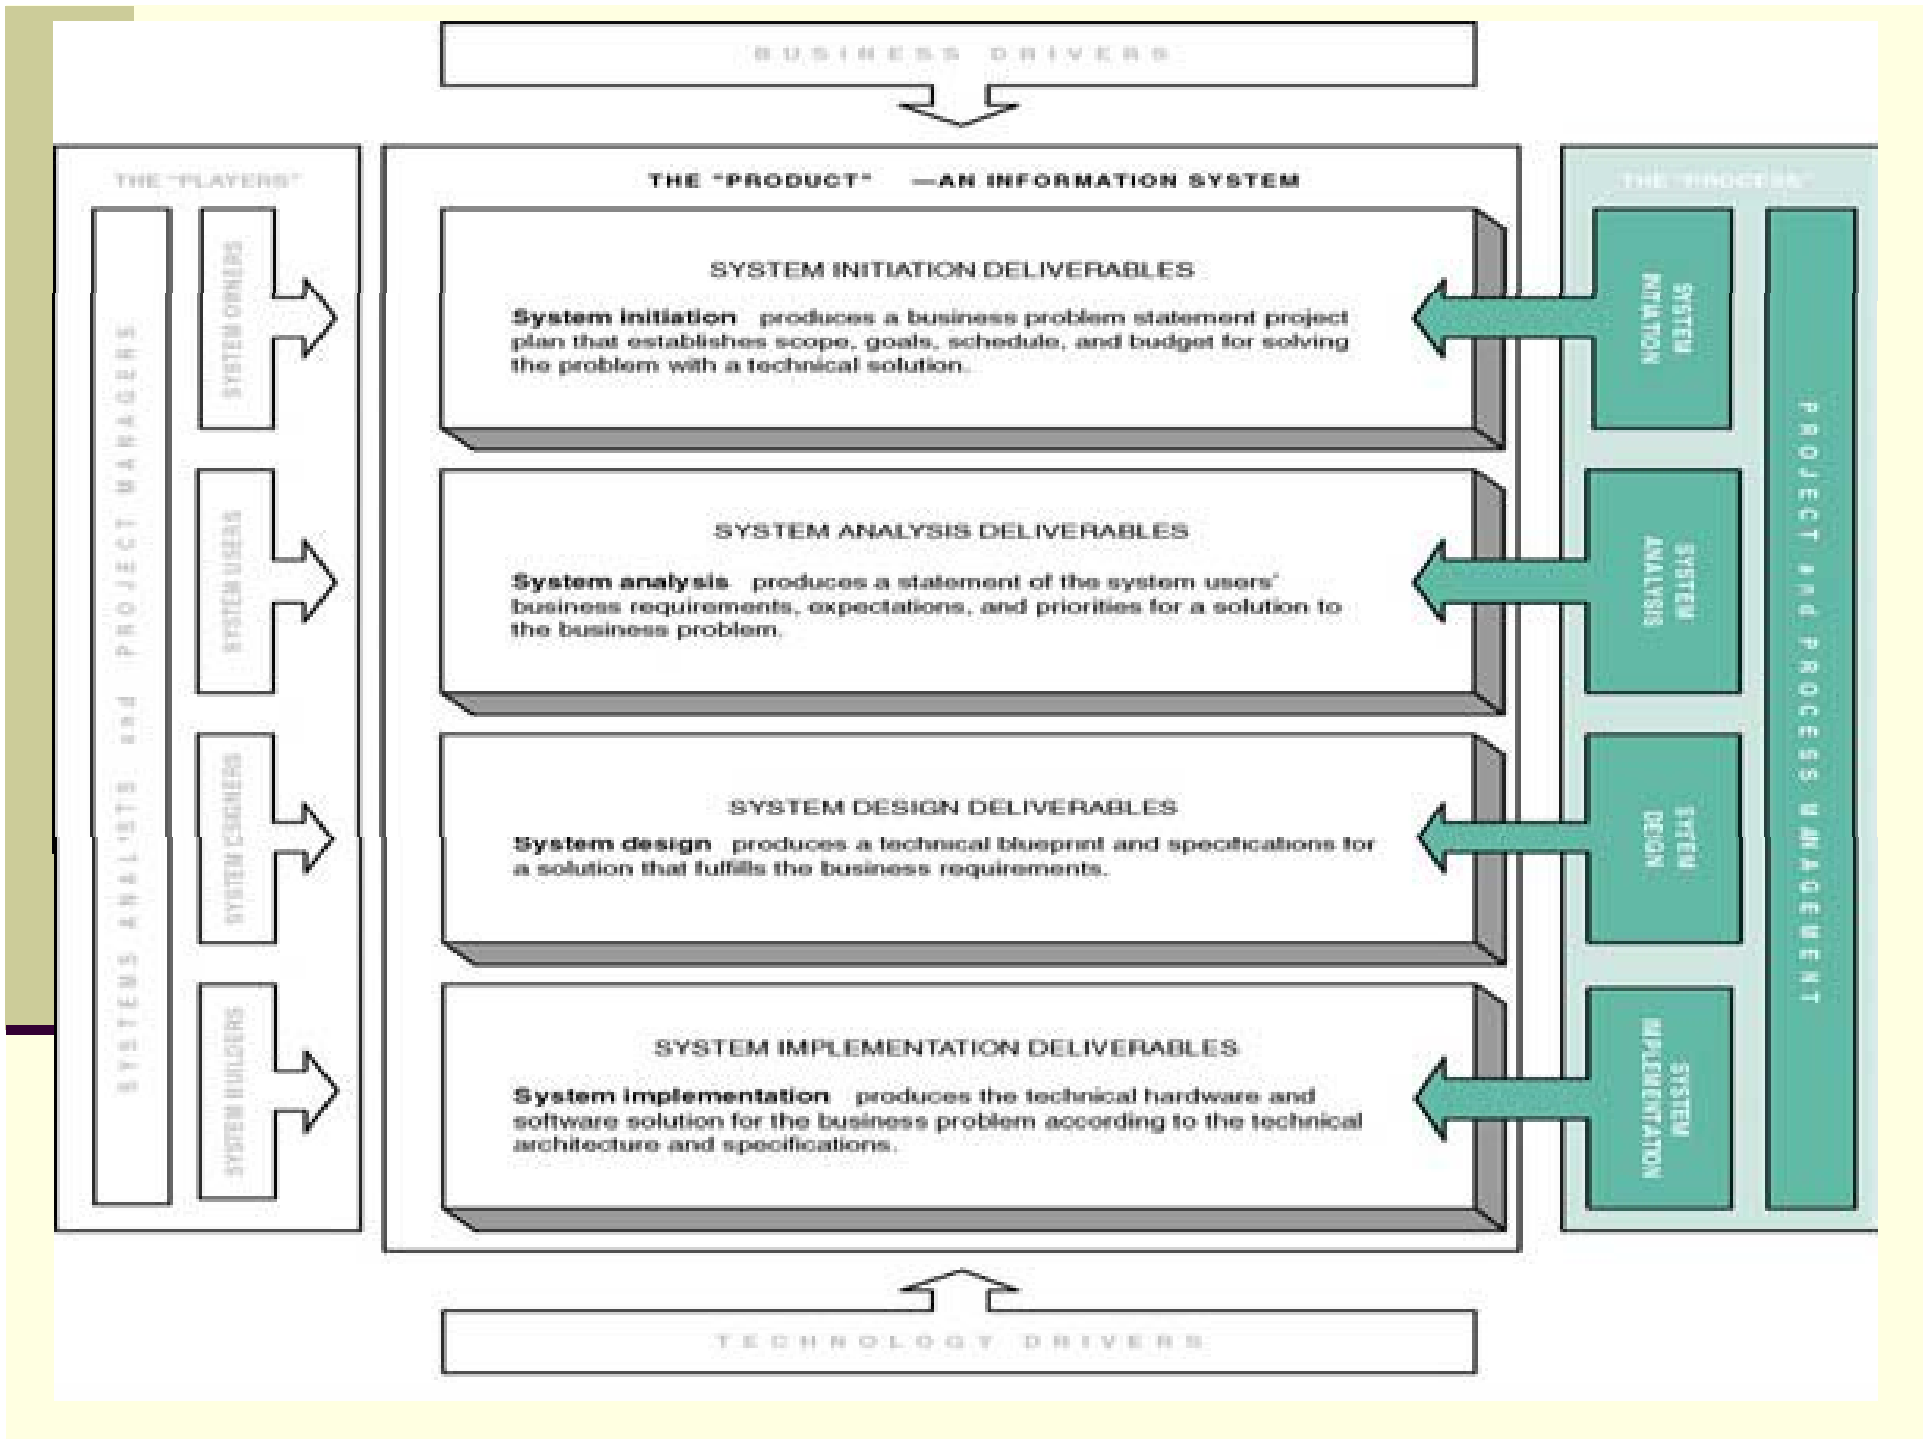 BUSINESS DRIVERS
THE "PLAYERS"
SYSTEMS ANALISTS and PROJECT MANAGERS
SYSTEM OWNERS
SYSTEM USERS
SYSTEM DESIGNERS
SYSTEM BUILDERS
THE "PRODUCT" —AN INFORMATION SYSTEM
SYSTEM INITIATION DELIVERABLES
System initiation produces a business problem statement project
plan that establishes scope, goals, schedule, and budget for solving
the problem with a technical solution.
SYSTEM ANALYSIS DELIVERABLES
System analysis produces a statement of the system users'
business requirements, expectations, and priorities for a solution to
the business problem.
SYSTEM DESIGN DELIVERABLES
System design produces a technical blueprint and specifications for
a solution that fulfills the business requirements.
SYSTEM IMPLEMENTATION DELIVERABLES
System implementation produces the technical hardware and
software solution for the business problem according to the technical
architecture and specifications.
THE "PROCESS"
SYSTEM
INITIATION
SYSTEM
ANALYSIS
SYSTEM
DESIGN
SYSTEM
IMPLEMENTATION
PROJECT and PROCESS MANAGEMENT
TECHNOLOGY DRIVERS